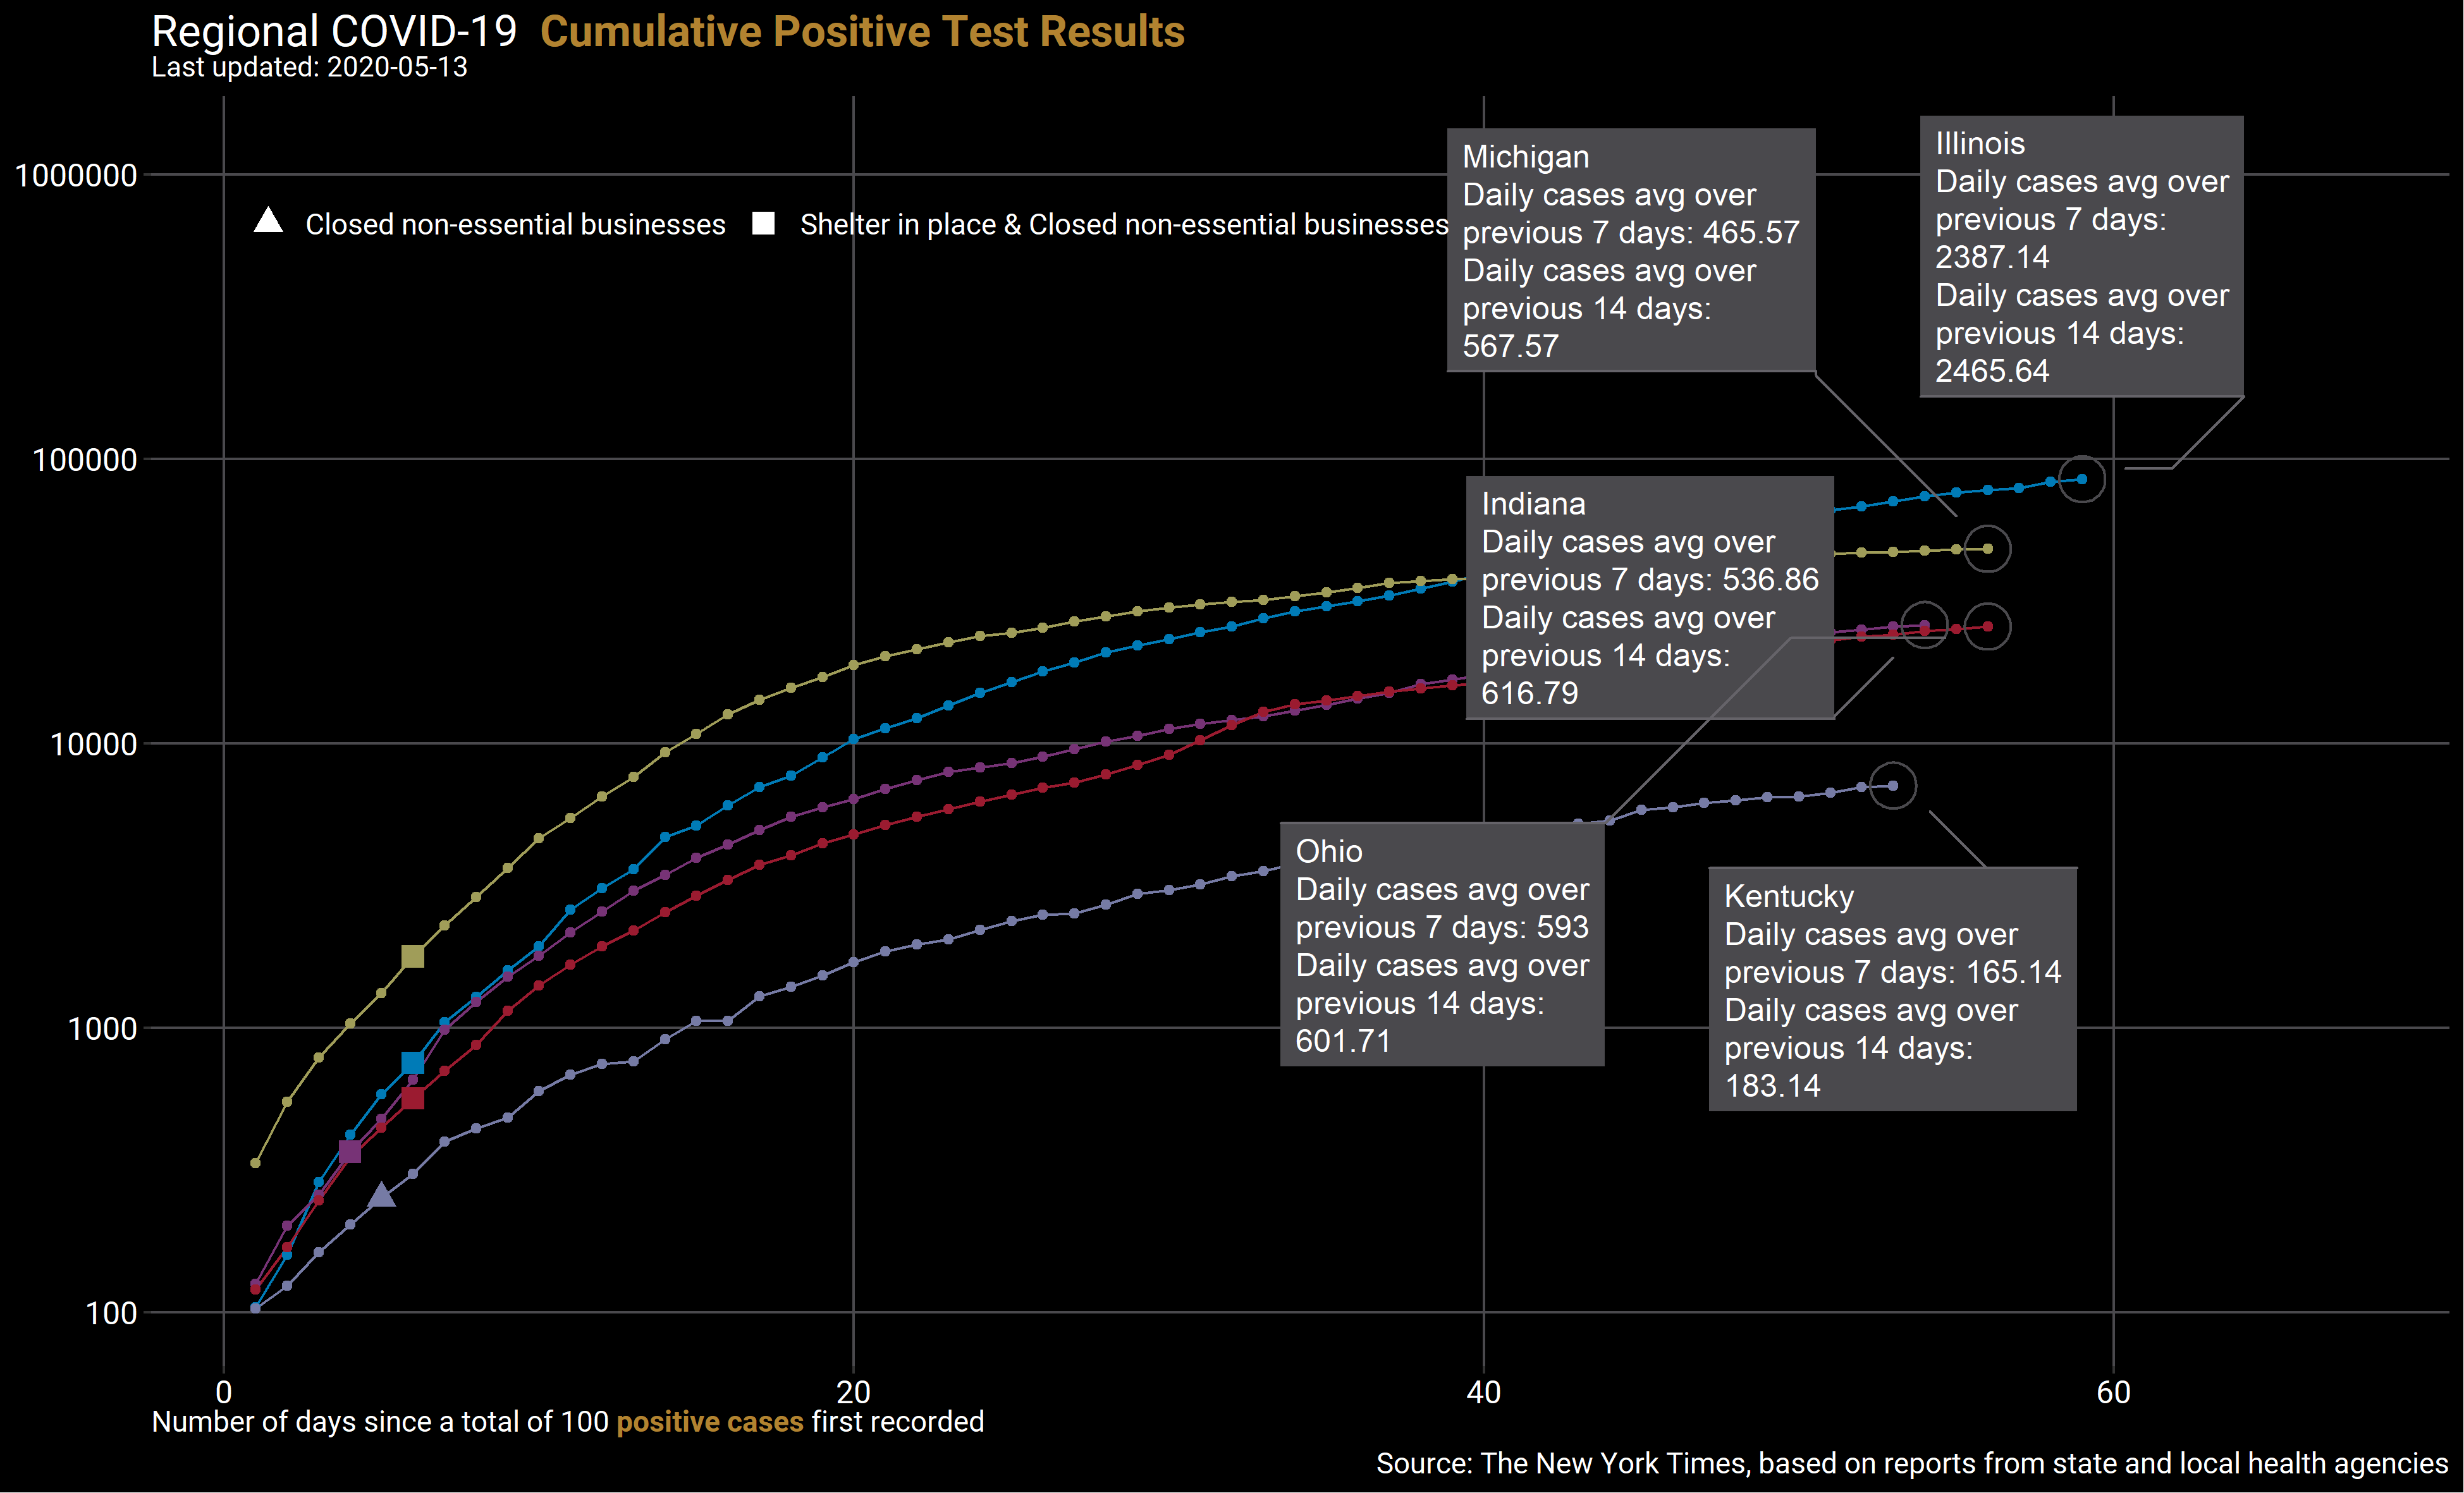 Regional COVID-19 Cumulative Positive Test Results
Last updated: 2020-05-13
1000000
100000
10000
1000
100
Closed non-essential businesses
Shelter in place & Closed non-essential businesses
Michigan
Daily cases avg over
previous 7 days: 465.57
Daily cases avg over
previous 14 days:
567.57
Illinois
Daily cases avg over
previous 7 days:
2387.14
Daily cases avg over
previous 14 days:
2465.64
Indiana
Daily cases avg over
previous 7 days: 536.86
Daily cases avg over
previous 14 days:
616.79
Ohio
Daily cases avg over
previous 7 days: 593
Daily cases avg over
previous 14 days:
601.71
Kentucky
Daily cases avg over
previous 7 days: 165.14
Daily cases avg over
previous 14 days:
183.14
0
20
40
60
Number of days since a total of 100 positive cases first recorded
Source: The New York Times, based on reports from state and local health agencies